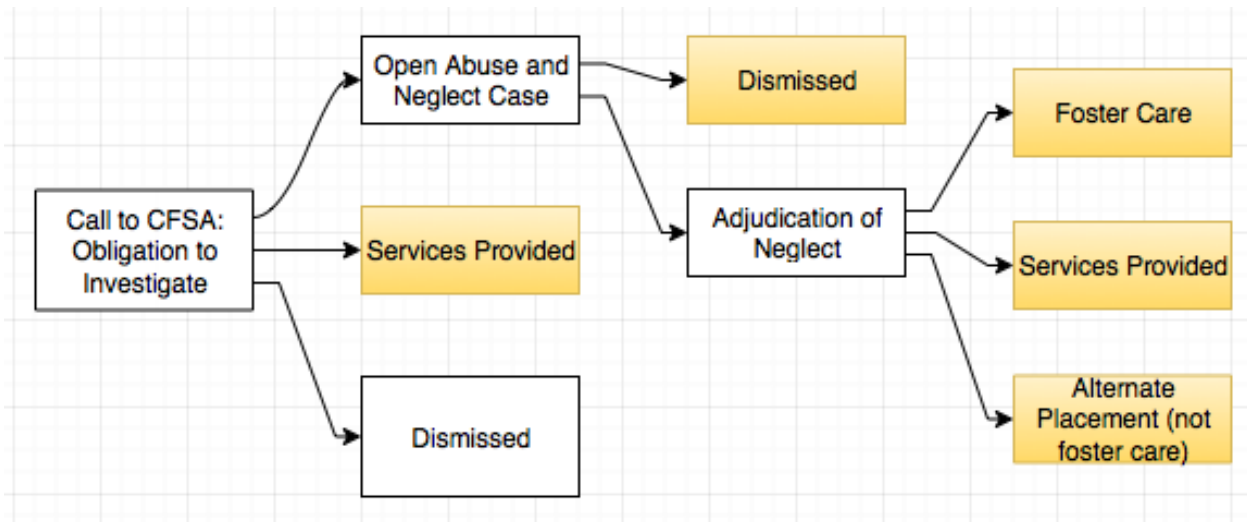 Call to CFSA:
Obligation to
Investigate
Open Abuse and
Neglect Case
Services Provided
Dismissed
Dismissed
Adjudication of
Neglect
Foster Care
Services Provided
Alternate
Placement (not
foster care)